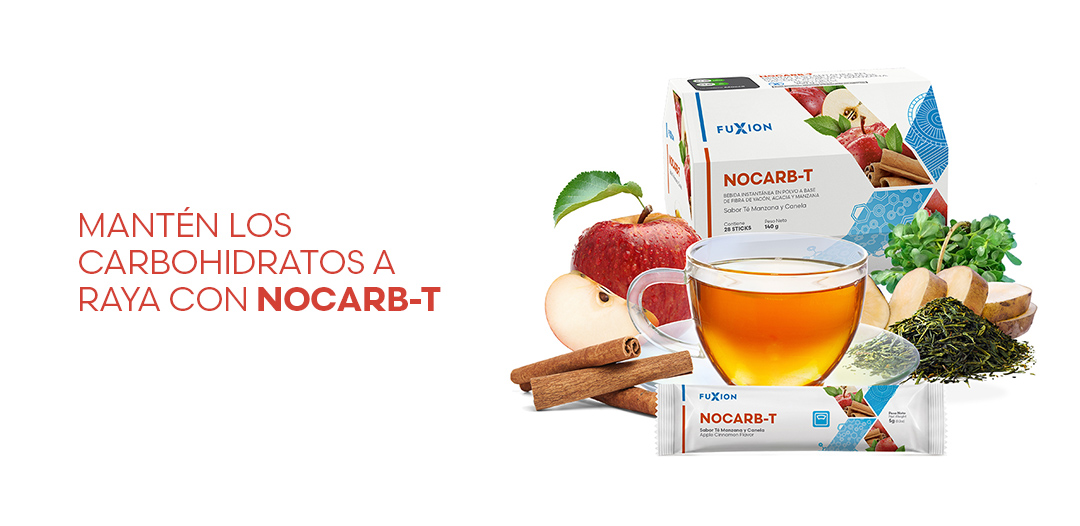 MANTÉN LOS
CARBOHIDRATOS A
RAYA CON NOCARB-T
NOCARB-T
FUXION
NOCARB-T
BEBIDA INSTANTÁNEA EN POLVO A BASE
DE FIBRA DE YACÓN, ACACIA Y MANZANA
Sabor Té Manzana y Canela
Contiene Peso Neto
28 STICKS 140 g
FUXION
NOCARB-T
Sabor Té Manzana y Canela
Apple Cinnamon Flavor
Peso Neto
5g